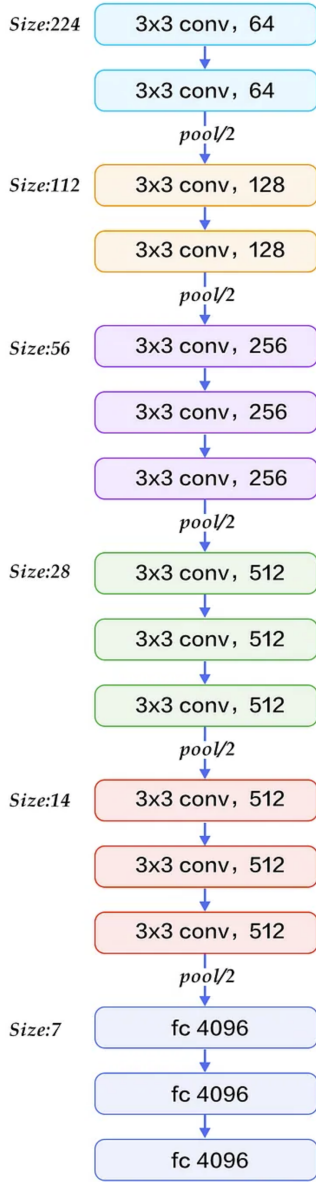 Size:224 3x3 conv, 64
3x3 conv, 64
pool/2
Size:112 3x3 conv, 128
3x3 conv, 128
pool/2
Size:56 3x3 conv, 256
3x3 conv, 256
3x3 conv, 256
pool/2
Size:28 3x3 conv, 512
3x3 conv, 512
3x3 conv, 512
pool/2
Size:14 3x3 conv, 512
3x3 conv, 512
3x3 conv, 512
pool/2
Size:7 fc 4096
fc 4096
fc 4096